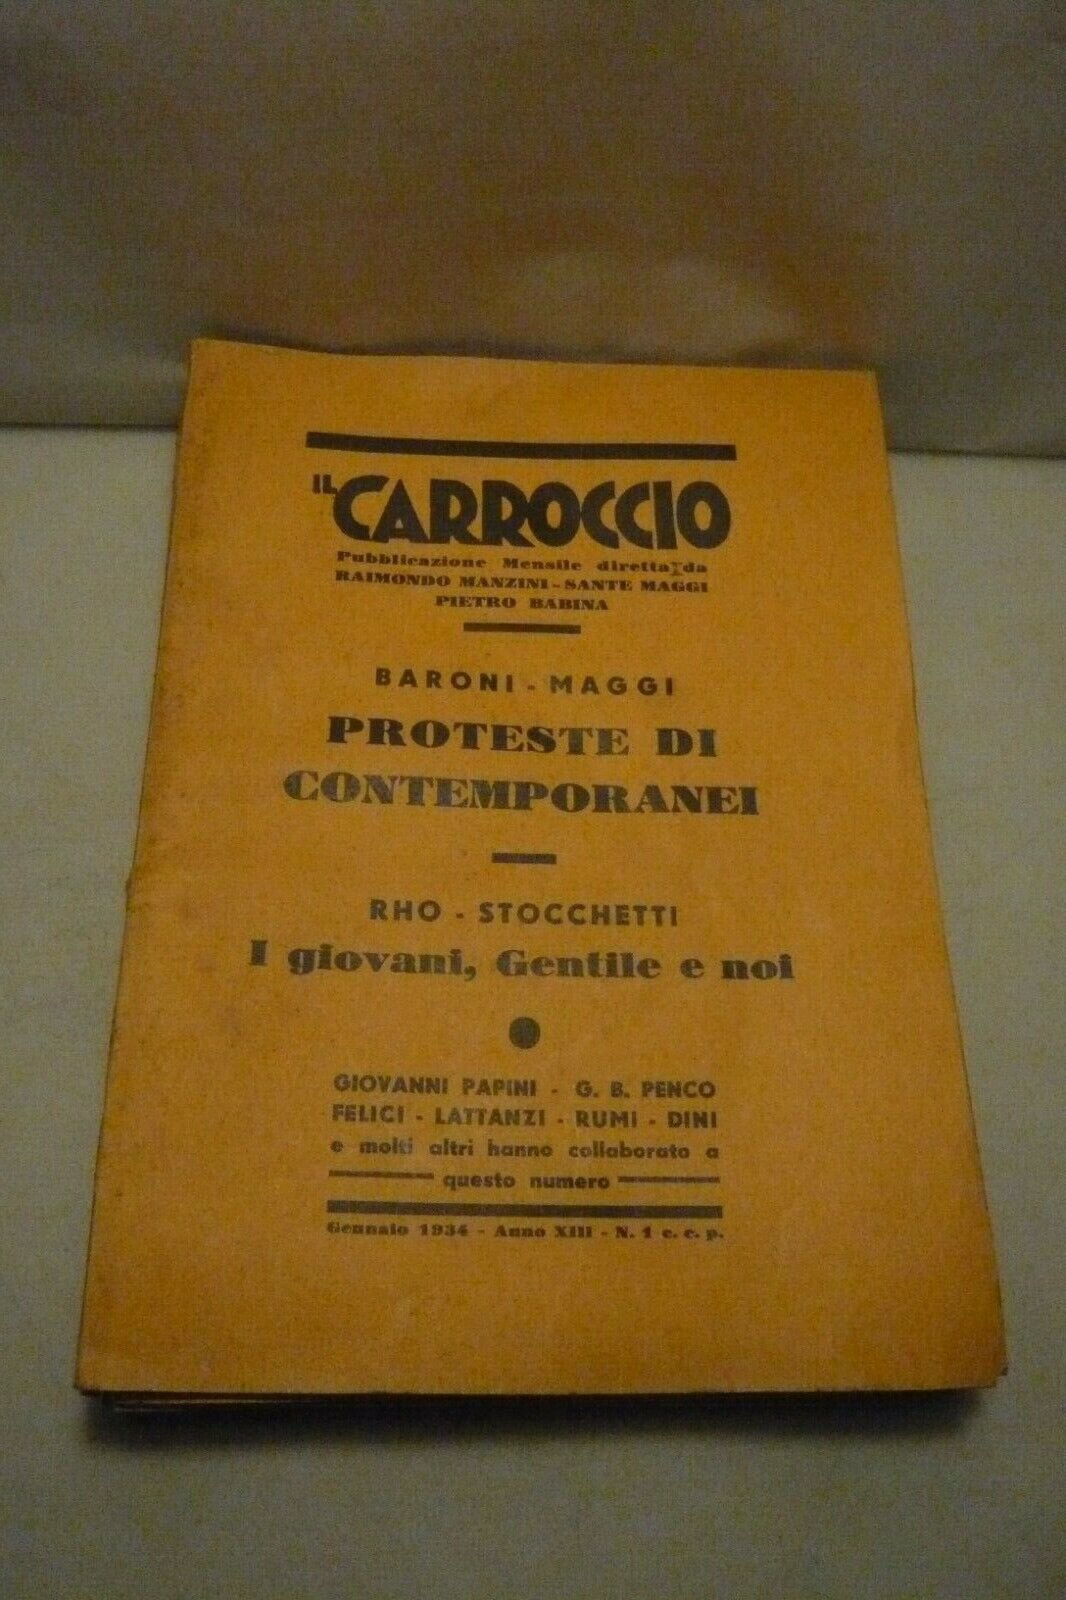 IL CARROCCIO
Pubblicazione Mensile diretta da
RAIMONDO MANZINI - SANTE MAGGI
PIETRO BABINA
BARONI - MAGGI
PROTESTE DI
CONTEMPORANEI
RHO - STOCCHETTI
I giovani, Gentile e noi
GIOVANNI PAPINI - G. B. PENCO
FELICI - LATTANZI - RUMI - DINI
e molti altri hanno collaborato a
questo numero
Gennaio 1934 - Anno XIII - N. 1 c. c. p.